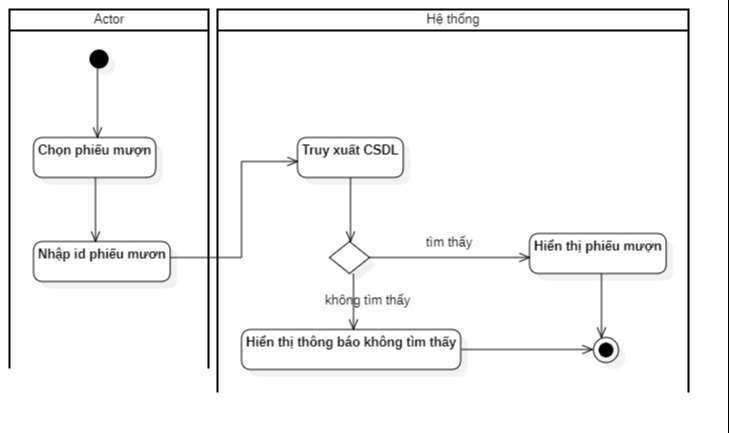 Actor
Hệ thống
Chọn phiếu mượn
Truy xuất CSDL
Nhập id phiếu mươn
tìm thấy
Hiển thị phiếu mượn
không tìm thấy
Hiển thị thông báo không tìm thấy